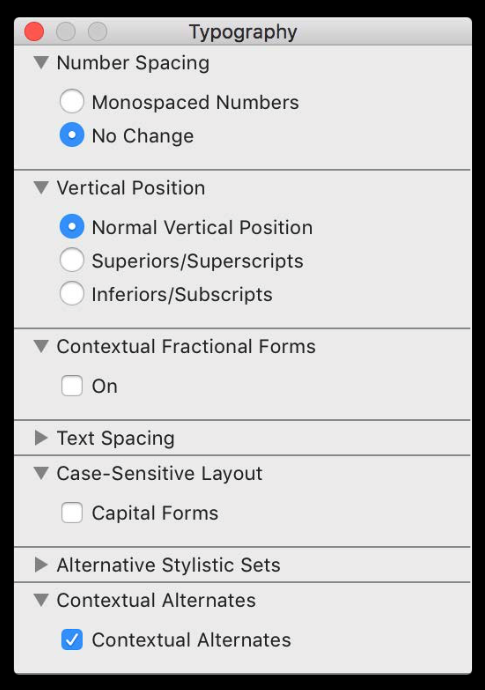 Typography
Number Spacing
Monospaced Numbers
No Change
Vertical Position
Normal Vertical Position
Superiors/Superscripts
Inferiors/Subscripts
Contextual Fractional Forms
On
Text Spacing
Case-Sensitive Layout
Capital Forms
Alternative Stylistic Sets
Contextual Alternates
Contextual Alternates